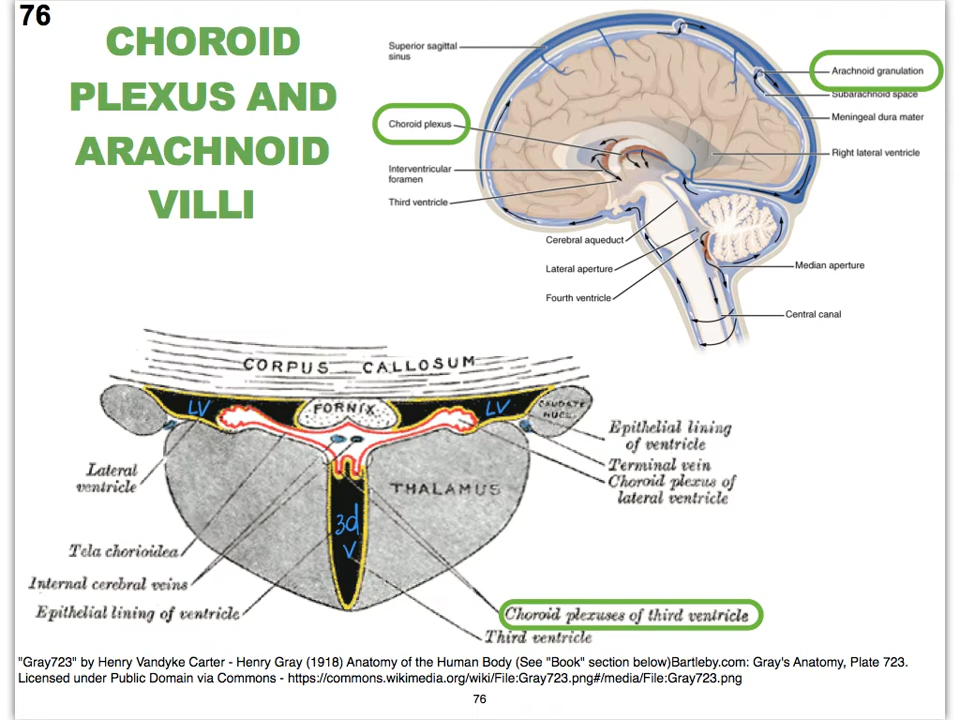 76
CHOROID
PLEXUS AND
ARACHNOID
VILLI
Superior sagittal
sinus
Choroid plexus
Interventricular
foramen
Third ventricle
Cerebral aqueduct
Lateral aperture
Fourth ventricle
Arachnoid granulation
Subarachnoid space
Meningeal dura mater
Right lateral ventricle
Median aperture
Central canal
CORPUS CALLOSUM
LV
FORNIX
LV
CAUDATE
NUCL.
THALAMUS
3d
V
Lateral
ventricle
Tela chorioidea
Internal cerebral veins
Epithelial lining of ventricle
Epithelial lining
of ventricle
Terminal vein
Choroid plexus of
lateral ventricle
Choroid plexuses of third ventricle
Third ventricle
"Gray723" by Henry Vandyke Carter - Henry Gray (1918) Anatomy of the Human Body (See "Book" section below)Bartleby.com: Gray's Anatomy, Plate 723.
Licensed under Public Domain via Commons - https://commons.wikimedia.org/wiki/File:Gray723.png#/media/File:Gray723.png
76